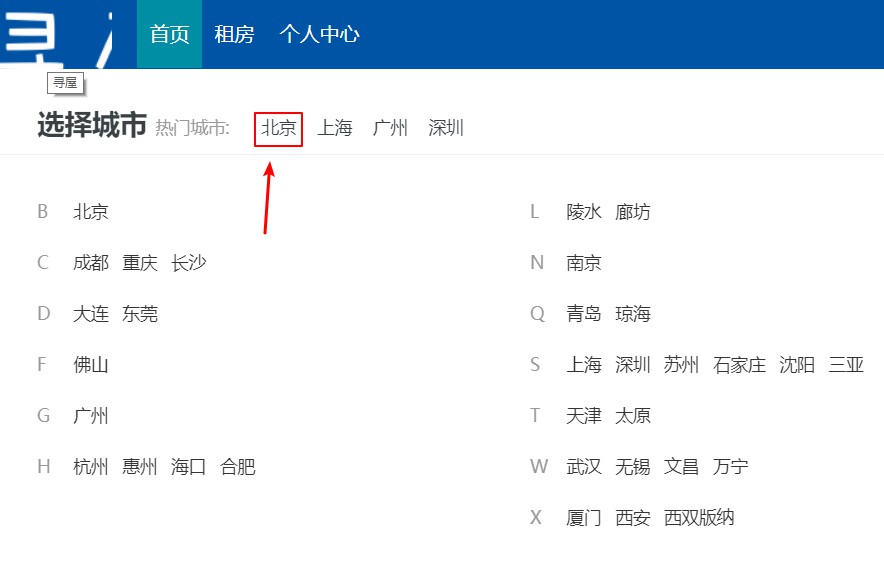 首页 租房 个人中心
寻屋
选择城市 热门城市: 北京 上海 广州 深圳
B 北京
C 成都 重庆 长沙
D 大连 东莞
F 佛山
G 广州
H 杭州 惠州 海口 合肥
L 陵水 廊坊
N 南京
Q 青岛 琼海
S 上海 深圳 苏州 石家庄 沈阳 三亚
T 天津 太原
W 武汉 无锡 文昌 万宁
X 厦门 西安 西双版纳